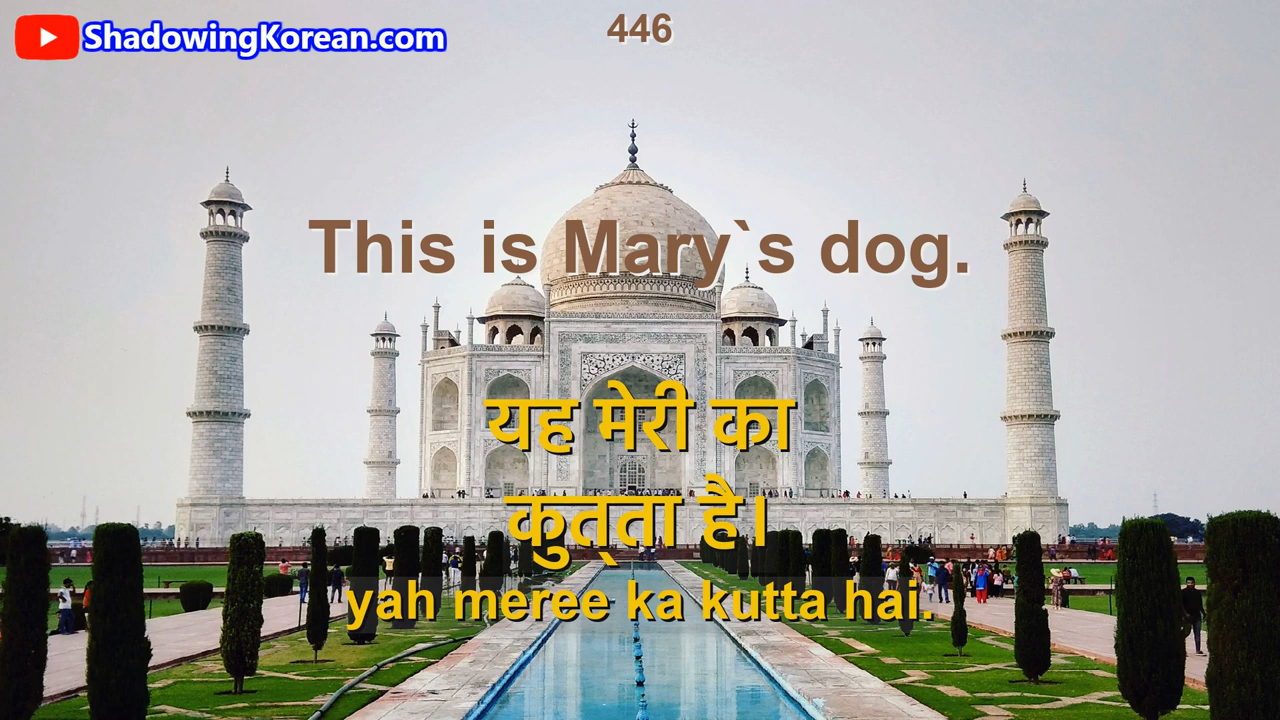 ShadowingKorean.com
446
This is Mary`s dog.
यह मेरी का
कुत्ता है।
yah meree ka kutta hai.